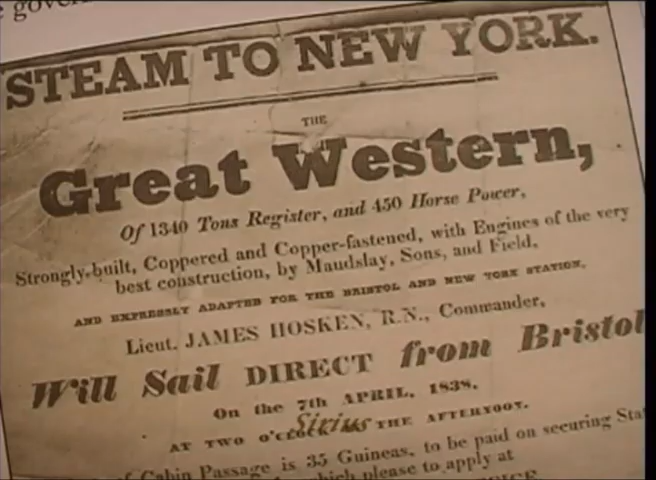 e gover
STEAM TO NEW YORK.
THE
Great Western,
Of 1340 Tons Register, and 450 Horse Power,
Strongly-built, Coppered and Copper-fastened, with Engines of the very
best construction, by Maudslay, Sons, and Field,
AND EXPRESSLY ADAPTED FOR THE BRISTOL AND NEW YORK STATION,
Lieut. JAMES HOSKEN, R.N., Commander,
Will Sail DIRECT from Bristol
On the 7th APRIL, 1838,
Sirius
AT TWO O'CLOCK THE AFTERNOON.
of Cabin Passage is 35 Guineas, to be paid on securing Sta
which please to apply at